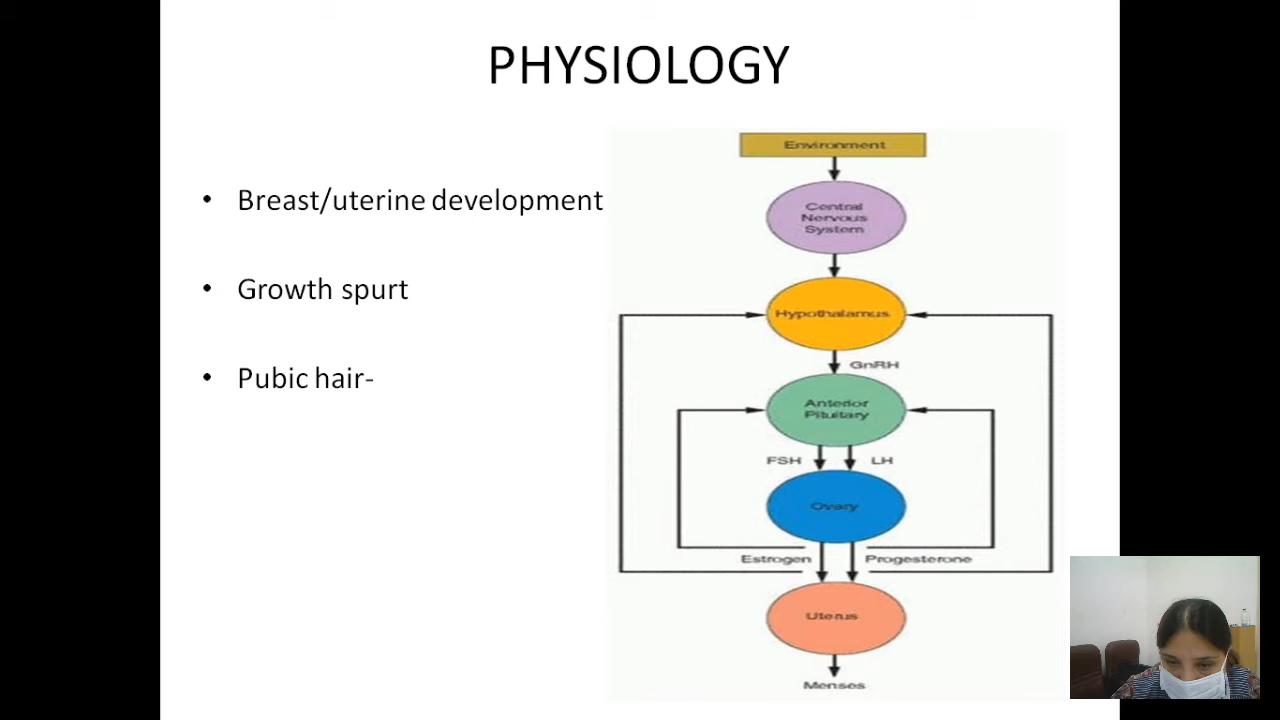 PHYSIOLOGY
• Breast/uterine development
• Growth spurt
• Pubic hair-
Environment
Central
Nervous
System
Hypothalamus
GnRH
Anterior
Pituitary
FSH LH
Ovary
Estrogen Progesterone
Uterus
Menses